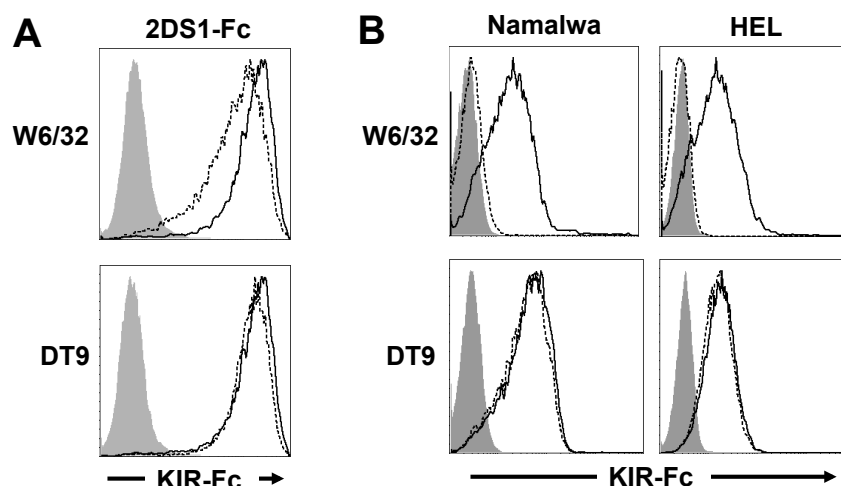 A
2DS1-Fc
W6/32
DT9
KIR-Fc
B
Namalwa
HEL
W6/32
DT9
KIR-Fc